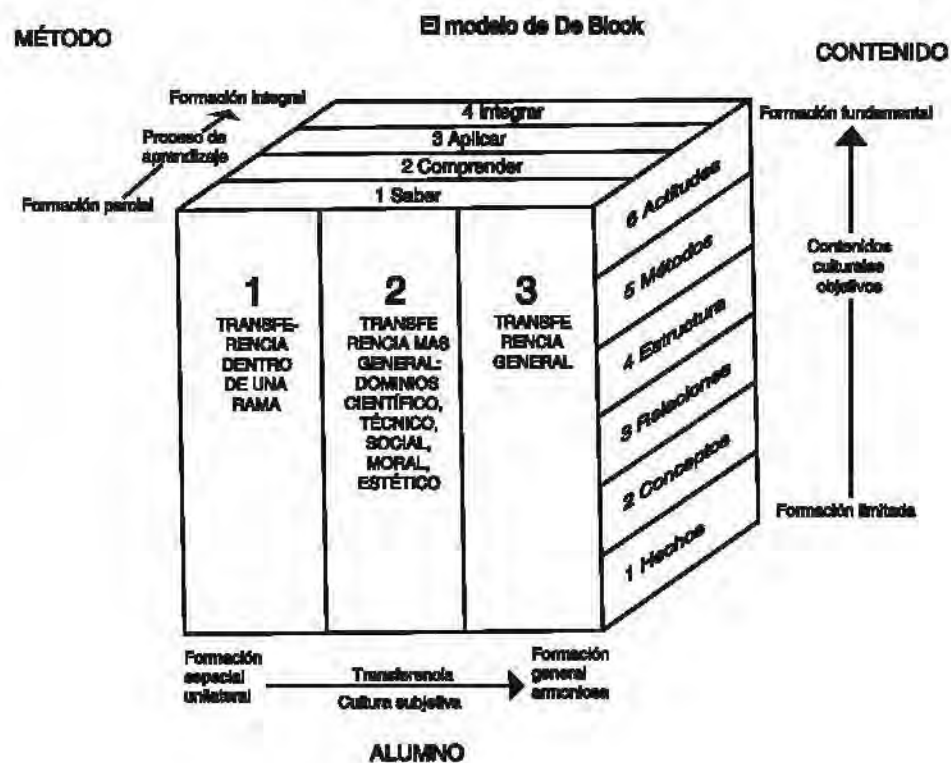 El modelo de De Block
MÉTODO
CONTENIDO
Formación integral
Proceso de
aprendizaje
Formación parcial
4 Integrar
3 Aplicar
2 Comprender
1 Saber
Formación fundamental
Contenidos
culturales
objetivos
Formación limitada
6 Actitudes
5 Métodos
4 Estructura
3 Relaciones
2 Conceptos
1 Hechos
1
TRANSFE-
RENCIA
DENTRO
DE UNA
RAMA
2
TRANSFE
RENCIA MAS
GENERAL:
DOMINIOS
CIENTÍFICO,
TÉCNICO,
SOCIAL,
MORAL,
ESTÉTICO
3
TRANSFE
RENCIA
GENERAL
Formación
espacial
unilateral
Transferencia
Cultura subjetiva
Formación
general
armoniosa
ALUMNO